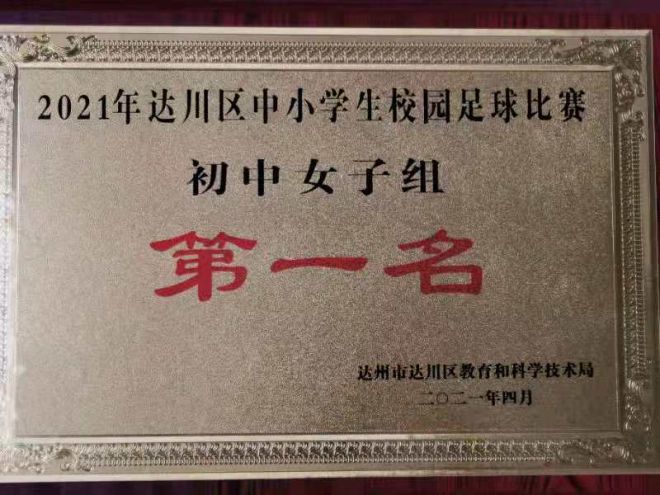 2021年达川区中小学生校园足球比赛
初中女子组
第一名
达州市达川区教育和科学技术局
二〇二一年四月